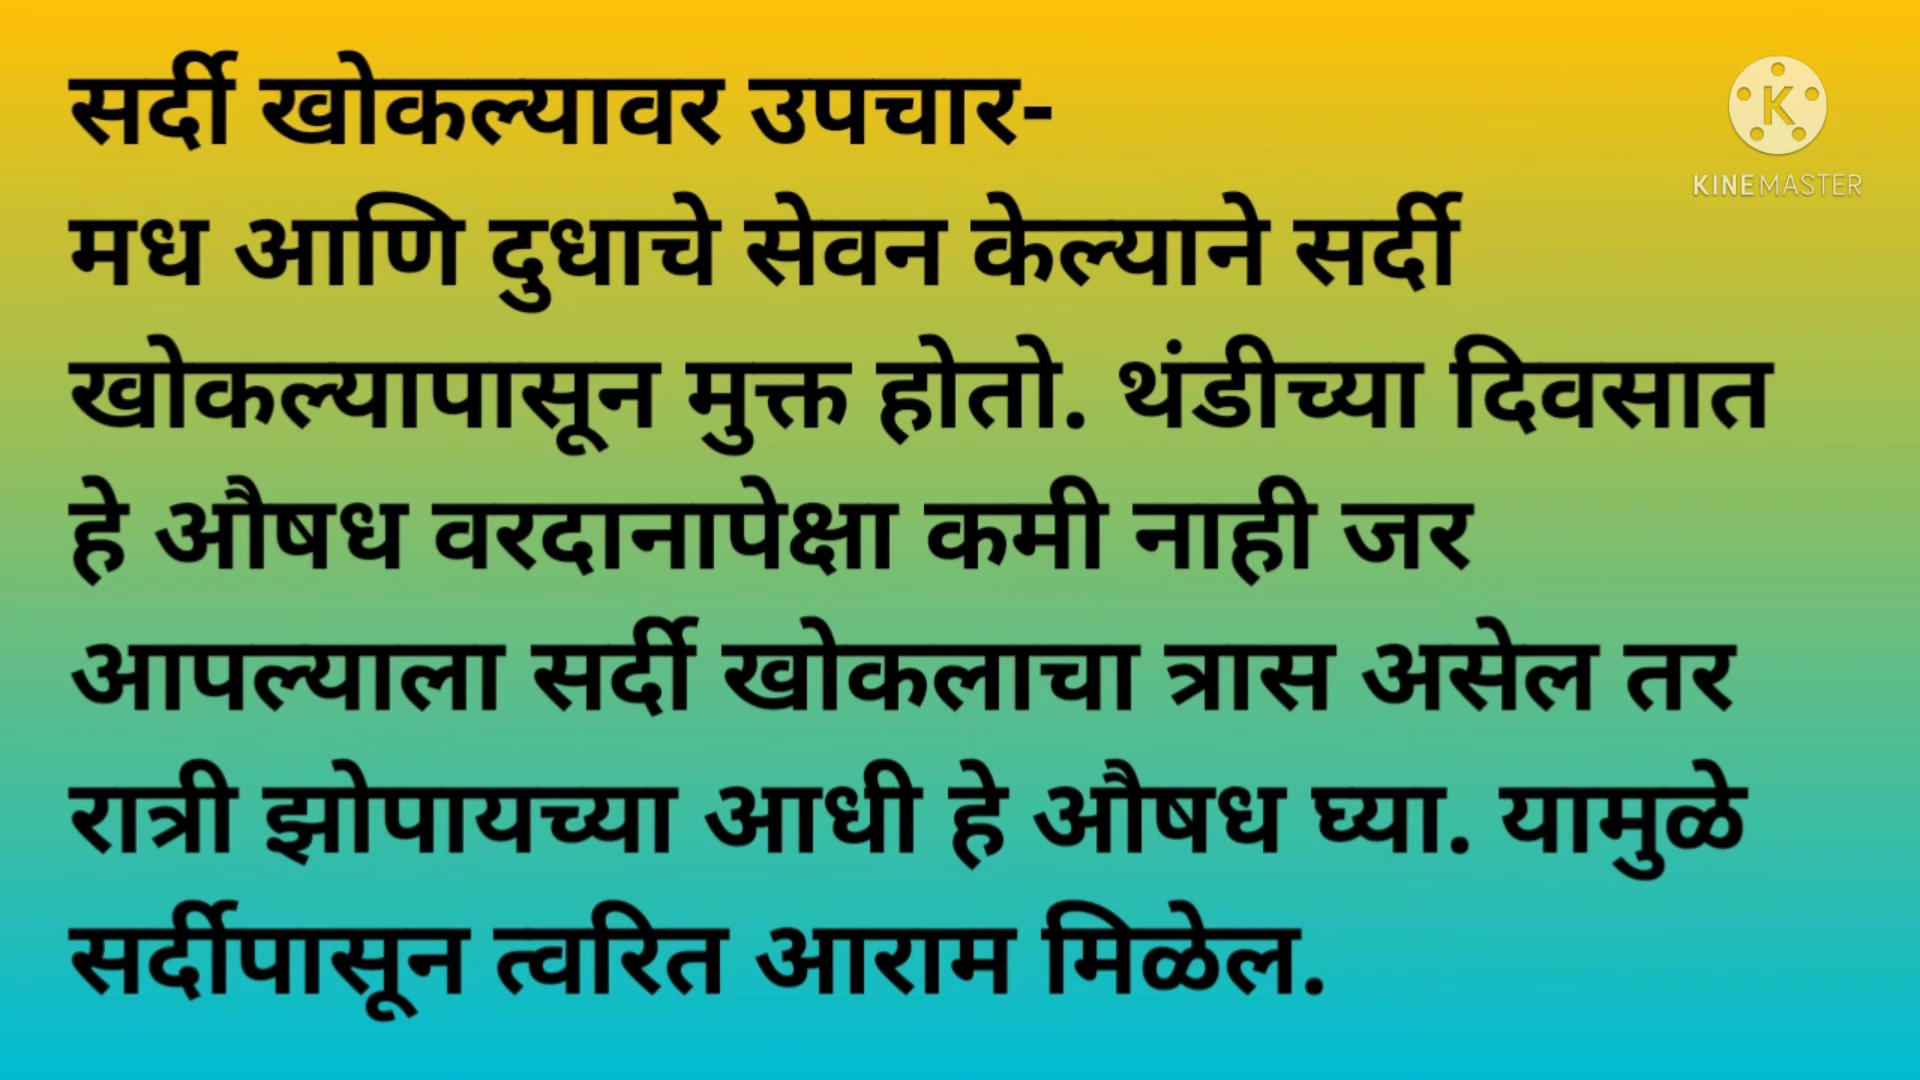 सर्दी खोकल्यावर उपचार-
मध आणि दुधाचे सेवन केल्याने सर्दी
खोकल्यापासून मुक्त होतो. थंडीच्या दिवसात
हे औषध वरदानापेक्षा कमी नाही जर
आपल्याला सर्दी खोकलाचा त्रास असेल तर
रात्री झोपायच्या आधी हे औषध घ्या. यामुळे
सर्दीपासून त्वरित आराम मिळेल.
K
KINEMASTER